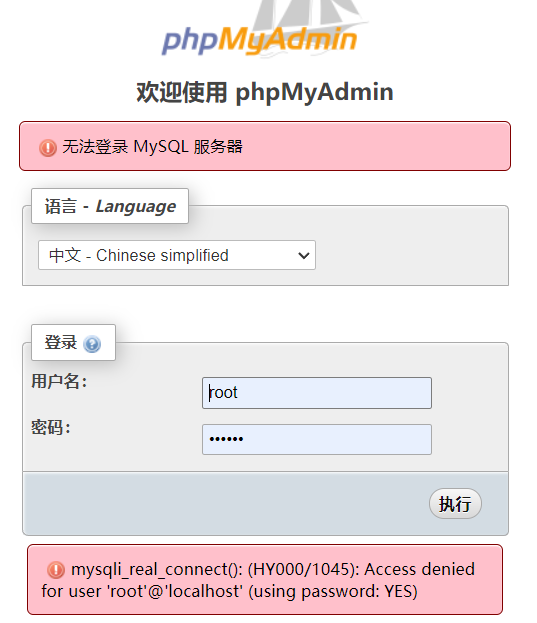 phpMyAdmin
欢迎使用 phpMyAdmin
无法登录 MySQL 服务器
语言 - Language
中文 - Chinese simplified
登录
用户名：
root
密码：
••••••
执行
mysqli_real_connect(): (HY000/1045): Access denied
for user 'root'@'localhost' (using password: YES)